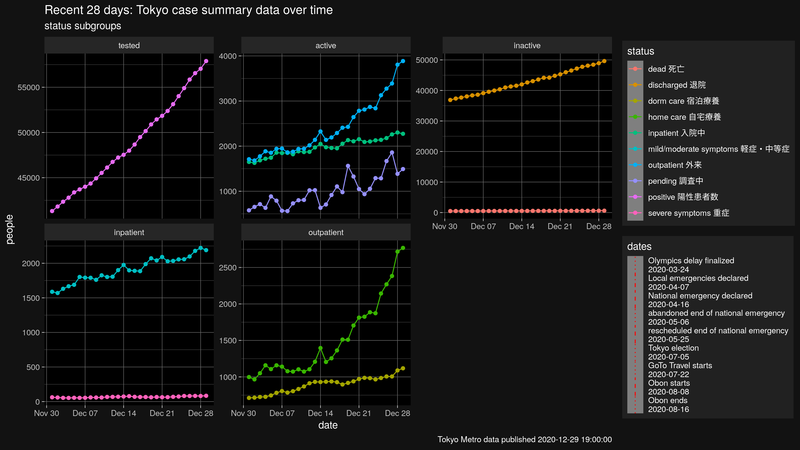 Recent 28 days: Tokyo case summary data over time
status subgroups
tested
active
inactive
55000
50000
45000
4000
3000
2000
1000
50000
40000
30000
20000
10000
0
Nov 30 Dec 07 Dec 14 Dec 21 Dec 28
inpatient
outpatient
2000
1500
1000
500
0
2500
2000
1500
1000
Nov 30 Dec 07 Dec 14 Dec 21 Dec 28
Nov 30 Dec 07 Dec 14 Dec 21 Dec 28
people
date
status
dead 死亡
discharged 退院
dorm care 宿泊療養
home care 自宅療養
inpatient 入院中
mild/moderate symptoms 軽症・中等症
outpatient 外来
pending 調査中
positive 陽性患者数
severe symptoms 重症
dates
Olympics delay finalized
2020-03-24
Local emergencies declared
2020-04-07
National emergency declared
2020-04-16
abandoned end of national emergency
2020-05-06
rescheduled end of national emergency
2020-05-25
Tokyo election
2020-07-05
GoTo Travel starts
2020-07-22
Obon starts
2020-08-08
Obon ends
2020-08-16
Tokyo Metro data published 2020-12-29 19:00:00